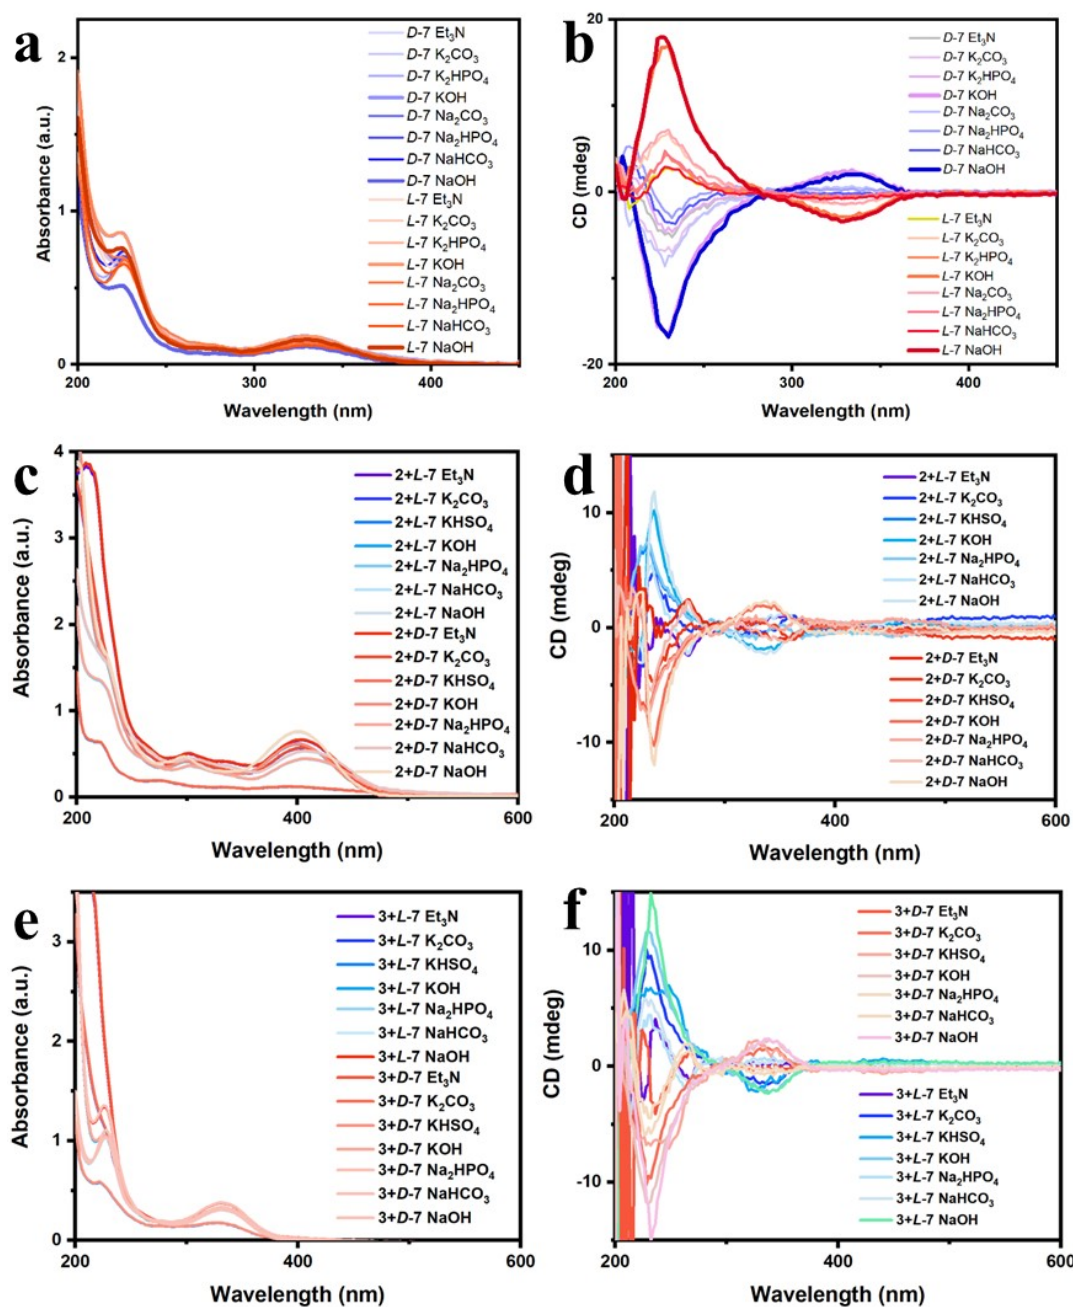 a
2
1
0
200
300
400
Absorbance (a.u.)
Wavelength (nm)
D-7 Et₃N
D-7 K₂CO₃
D-7 K₂HPO₄
D-7 KOH
D-7 Na₂CO₃
D-7 Na₂HPO₄
D-7 NaHCO₃
D-7 NaOH
L-7 Et₃N
L-7 K₂CO₃
L-7 K₂HPO₄
L-7 KOH
L-7 Na₂CO₃
L-7 Na₂HPO₄
L-7 NaHCO₃
L-7 NaOH
b
20
0
-20
200
300
400
CD (mdeg)
Wavelength (nm)
D-7 Et₃N
D-7 K₂CO₃
D-7 K₂HPO₄
D-7 KOH
D-7 Na₂CO₃
D-7 Na₂HPO₄
D-7 NaHCO₃
D-7 NaOH
L-7 Et₃N
L-7 K₂CO₃
L-7 K₂HPO₄
L-7 KOH
L-7 Na₂CO₃
L-7 Na₂HPO₄
L-7 NaHCO₃
L-7 NaOH
c
4
3
2
1
0
200
400
600
Absorbance (a.u.)
Wavelength (nm)
2+L-7 Et₃N
2+L-7 K₂CO₃
2+L-7 KHSO₄
2+L-7 KOH
2+L-7 Na₂HPO₄
2+L-7 NaHCO₃
2+L-7 NaOH
2+D-7 Et₃N
2+D-7 K₂CO₃
2+D-7 KHSO₄
2+D-7 KOH
2+D-7 Na₂HPO₄
2+D-7 NaHCO₃
2+D-7 NaOH
d
10
0
-10
200
400
600
CD (mdeg)
Wavelength (nm)
2+L-7 Et₃N
2+L-7 K₂CO₃
2+L-7 KHSO₄
2+L-7 KOH
2+L-7 Na₂HPO₄
2+L-7 NaHCO₃
2+L-7 NaOH
2+D-7 Et₃N
2+D-7 K₂CO₃
2+D-7 KHSO₄
2+D-7 KOH
2+D-7 Na₂HPO₄
2+D-7 NaHCO₃
2+D-7 NaOH
e
3
2
1
0
200
400
600
Absorbance (a.u.)
Wavelength (nm)
3+L-7 Et₃N
3+L-7 K₂CO₃
3+L-7 KHSO₄
3+L-7 KOH
3+L-7 Na₂HPO₄
3+L-7 NaHCO₃
3+L-7 NaOH
3+D-7 Et₃N
3+D-7 K₂CO₃
3+D-7 KHSO₄
3+D-7 KOH
3+D-7 Na₂HPO₄
3+D-7 NaHCO₃
3+D-7 NaOH
f
10
0
-10
200
400
600
CD (mdeg)
Wavelength (nm)
3+D-7 Et₃N
3+D-7 K₂CO₃
3+D-7 KHSO₄
3+D-7 KOH
3+D-7 Na₂HPO₄
3+D-7 NaHCO₃
3+D-7 NaOH
3+L-7 Et₃N
3+L-7 K₂CO₃
3+L-7 KHSO₄
3+L-7 KOH
3+L-7 Na₂HPO₄
3+L-7 NaHCO₃
3+L-7 NaOH